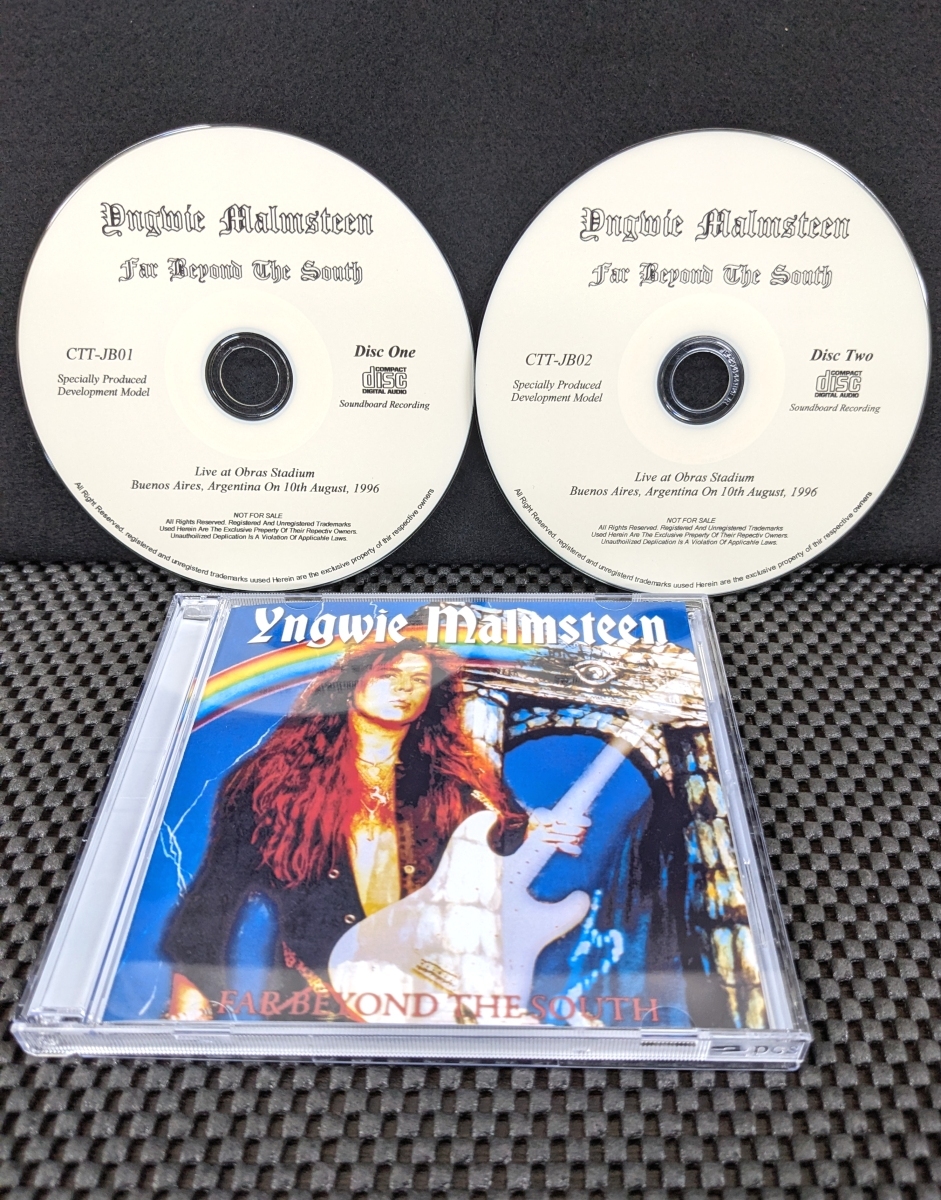 Yngwie Malmsteen
Far Beyond The South
CTT-JB01
Disc One
Specially Produced
Development Model
COMPACT
disc
DIGITAL AUDIO
Soundboard Recording
Live at Obras Stadium
Buenos Aires, Argentina On 10th August, 1996
NOT FOR SALE
All Rights Reserved. Registered And Unregistered Trademarks
Used Herein Are The Exclusive Property Of Their Repectiv Owners.
Unauthoilized Deplication Is A Violation Of Applicahle Laws.
All Right Reserved. registered and unregisterd trademarks uused Herein are the exclusive property of thir respective owners
Yngwie Malmsteen
Far Beyond The South
CTT-JB02
Disc Two
Specially Produced
Development Model
COMPACT
disc
DIGITAL AUDIO
Soundboard Recording
Live at Obras Stadium
Buenos Aires, Argentina On 10th August, 1996
NOT FOR SALE
All Rights Reserved. Registered And Unregistered Trademarks
Used Herein Are The Exclusive Property Of Their Repectiv Owners.
Unauthoilized Deplication Is A Violation Of Applicahle Laws.
All Right Reserved. registered and unregisterd trademarks uused Herein are the exclusive property of thir respective owners
Yngwie Malmsteen
FAR BEYOND THE SOUTH